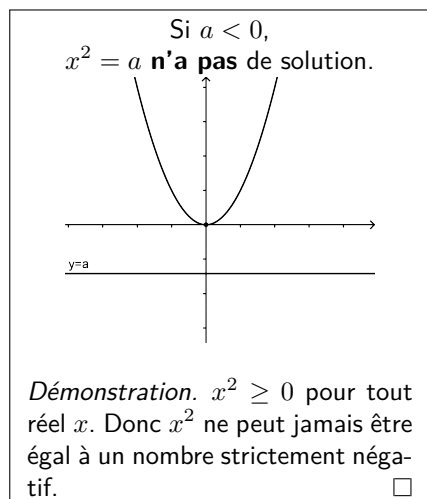 Si a < 0,
x² = a n'a pas de solution.
y=a
Démonstration. x² ≥ 0 pour tout
réel x. Donc x² ne peut jamais être
égal à un nombre strictement néga-
tif. □